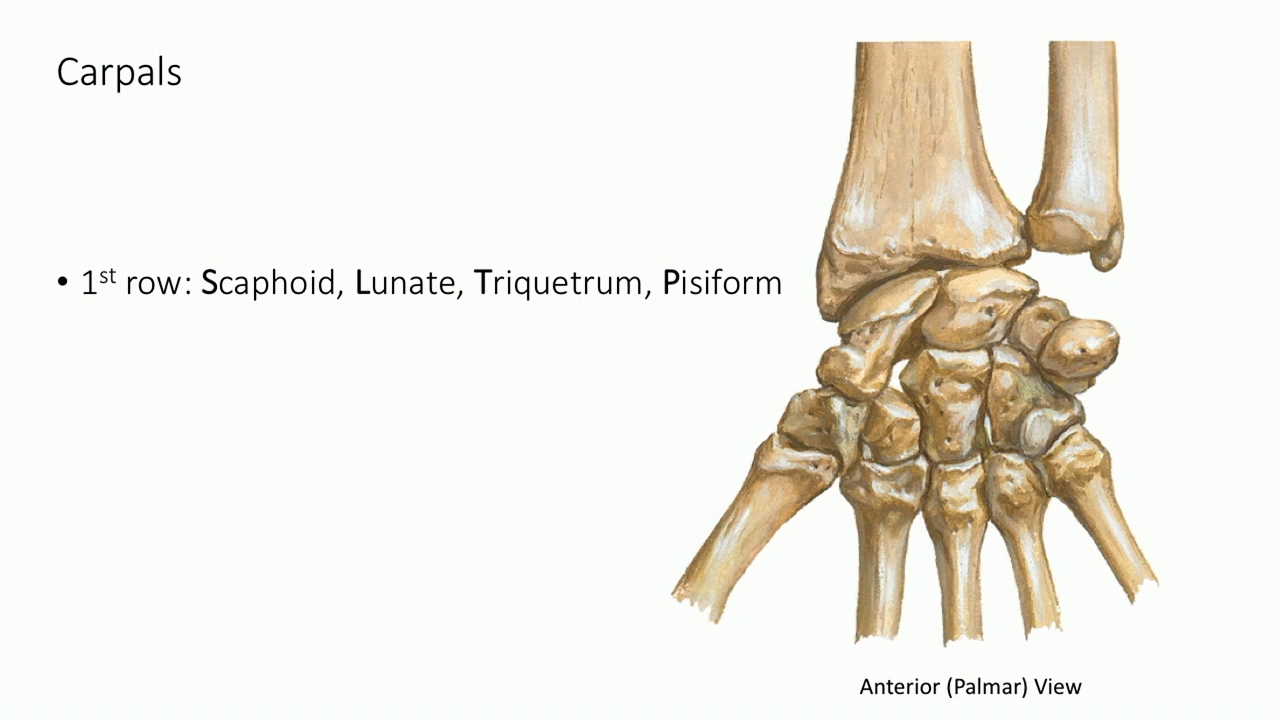 Carpals
• 1st row: Scaphoid, Lunate, Triquetrum, Pisiform
Anterior (Palmar) View